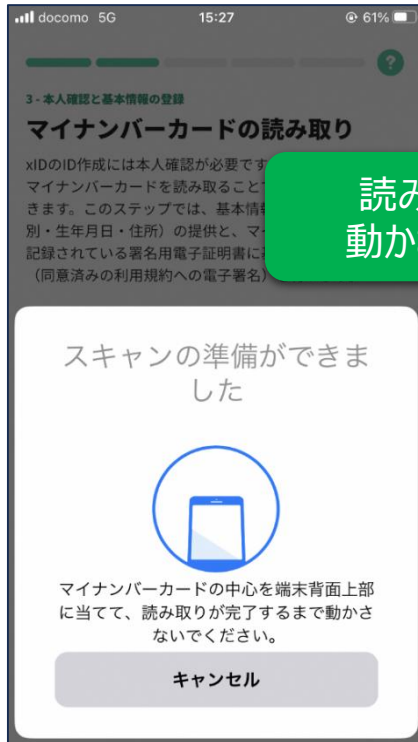 docomo 5G 15:27 61%
?
3 - 本人確認と基本情報の登録
マイナンバーカードの読み取り
xIDのID作成には本人確認が必要です
マイナンバーカードを読み取ること
きます。このステップでは、基本情
別・生年月日・住所）の提供と、マ
記録されている署名用電子証明書に
（同意済みの利用規約への電子署名）
読み
動か
スキャンの準備ができま
した
マイナンバーカードの中心を端末背面上部
に当てて、読み取りが完了するまで動かさ
ないでください。
キャンセル